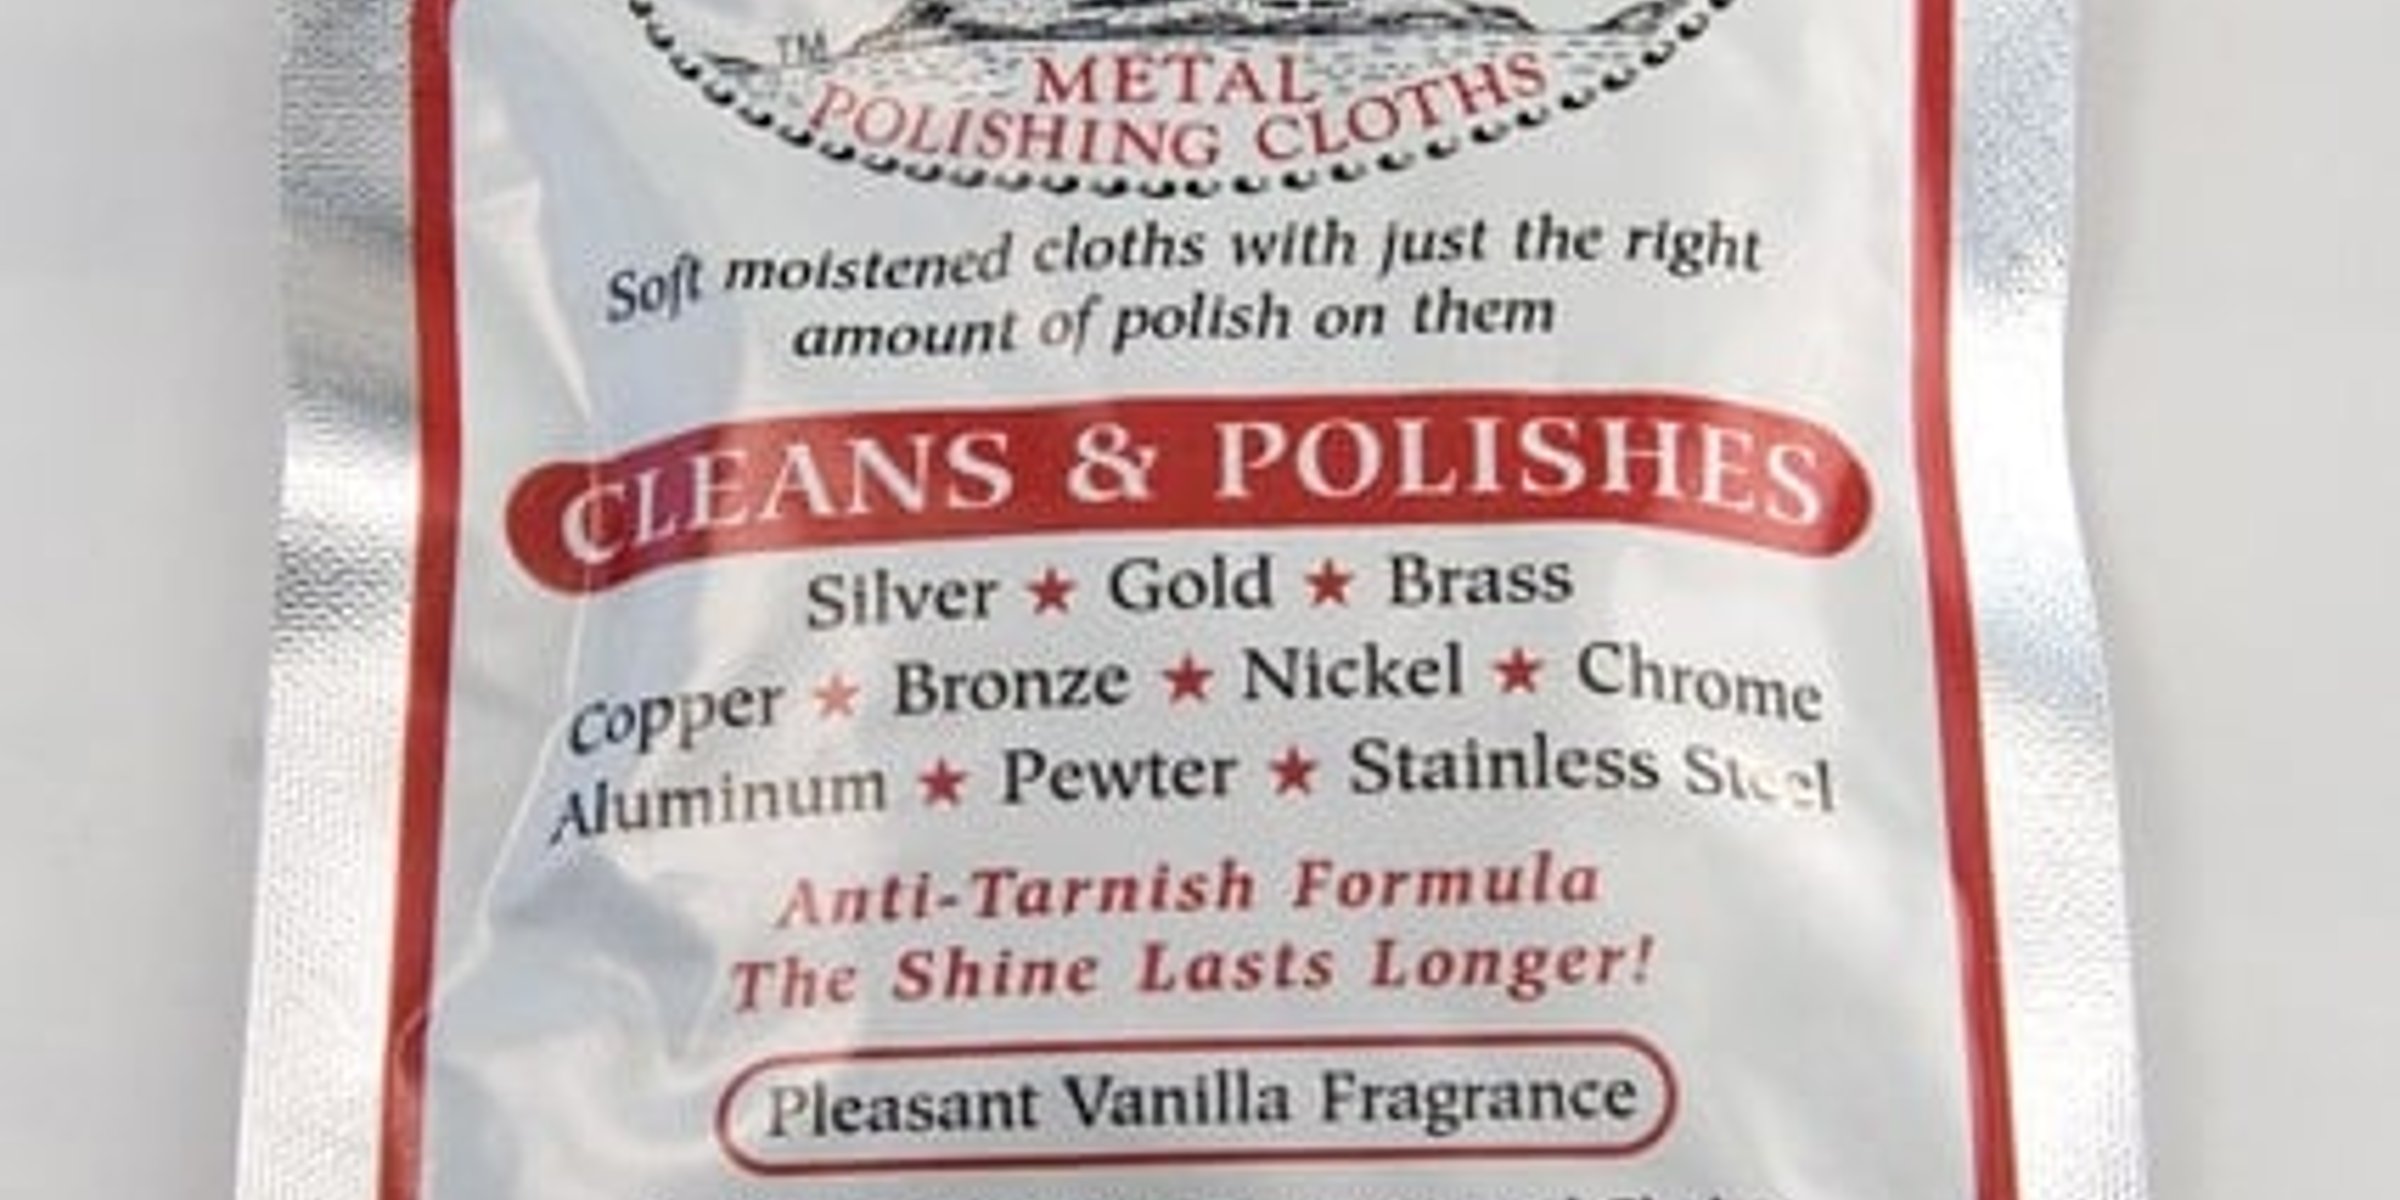 TM
METAL
POLISHING CLOTHS
Soft moistened cloths with just the right
amount of polish on them
CLEANS & POLISHES
Silver ★ Gold ★ Brass
Copper ★ Bronze ★ Nickel ★ Chrome
Aluminum ★ Pewter ★ Stainless Steel
Anti-Tarnish Formula
The Shine Lasts Longer!
Pleasant Vanilla Fragrance